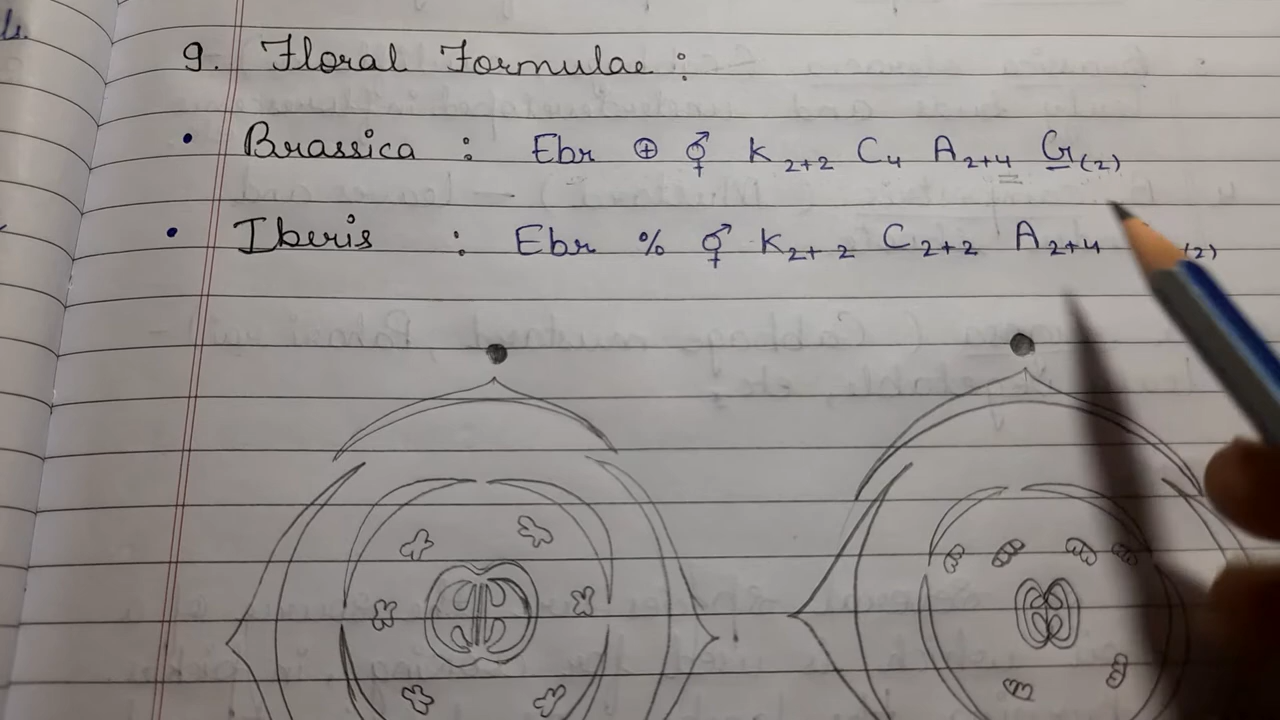 9. Floral Formulae :
• Brassica : Ebr ⊕ ⚥ K₂₊₂ C₄ A₂₊₄ G̲₍₂₎
• Iberis : Ebr % ⚥ K₂₊₂ C₂₊₂ A₂₊₄ ₍₂₎